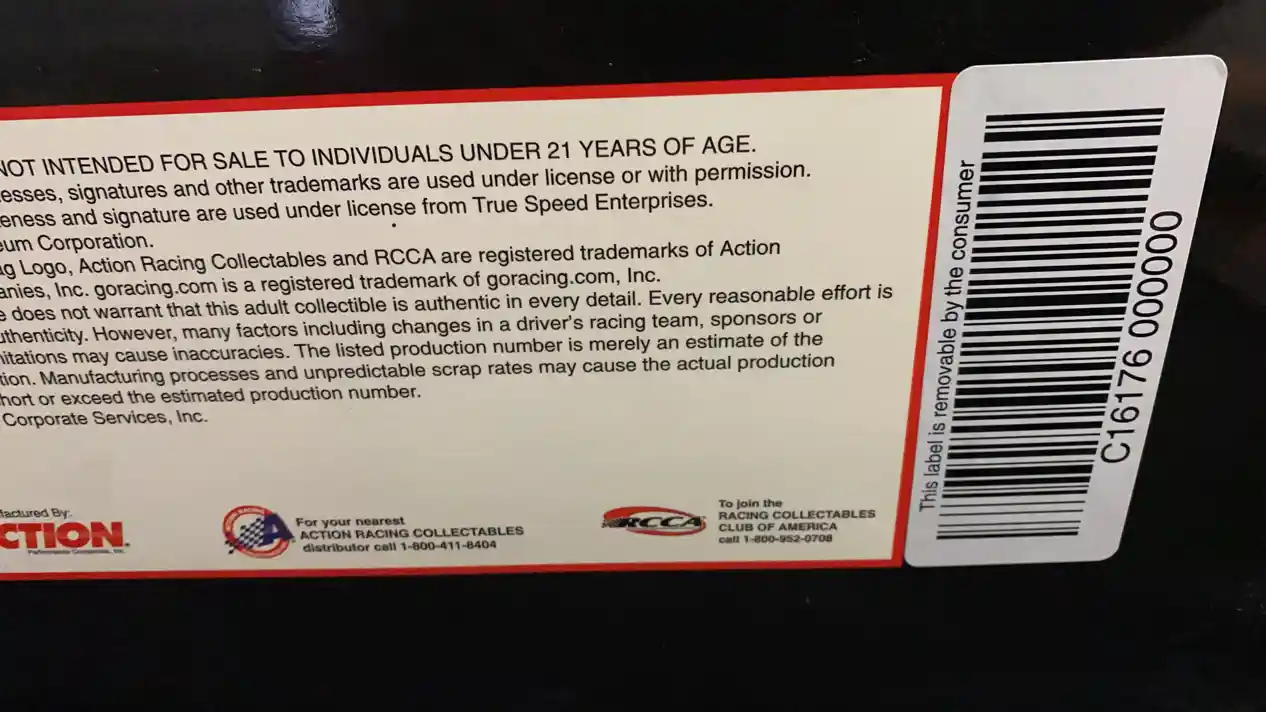 NOT INTENDED FOR SALE TO INDIVIDUALS UNDER 21 YEARS OF AGE.
esses, signatures and other trademarks are used under license or with permission.
eness and signature are used under license from True Speed Enterprises.
eum Corporation.
g Logo, Action Racing Collectables and RCCA are registered trademarks of Action
anies, Inc. goracing.com is a registered trademark of goracing.com, Inc.
e does not warrant that this adult collectible is authentic in every detail. Every reasonable effort is
uthenticity. However, many factors including changes in a driver's racing team, sponsors or
itations may cause inaccuracies. The listed production number is merely an estimate of the
tion. Manufacturing processes and unpredictable scrap rates may cause the actual production
hort or exceed the estimated production number.
Corporate Services, Inc.
factured By:
CTION
For your nearest
ACTION RACING COLLECTABLES
distributor call 1-800-411-8404
RCCA
To join the
RACING COLLECTABLES
CLUB OF AMERICA
call 1-800-952-0708
This label is removable by the consumer
C16176 000000